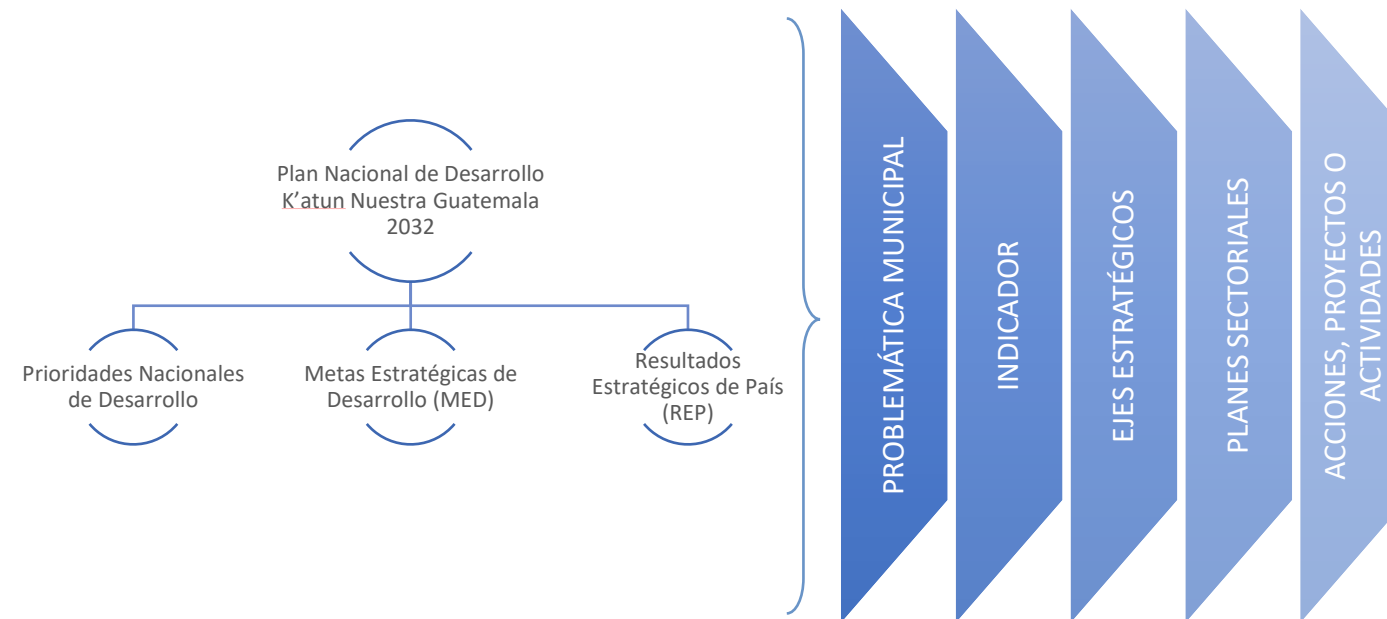 Plan Nacional de Desarrollo
K’atun Nuestra Guatemala
2032
Prioridades Nacionales
de Desarrollo
Metas Estratégicas de
Desarrollo (MED)
Resultados
Estratégicos de País
(REP)
PROBLEMÁTICA MUNICIPAL
INDICADOR
EJES ESTRATÉGICOS
PLANES SECTORIALES
ACCIONES, PROYECTOS O
ACTIVIDADES